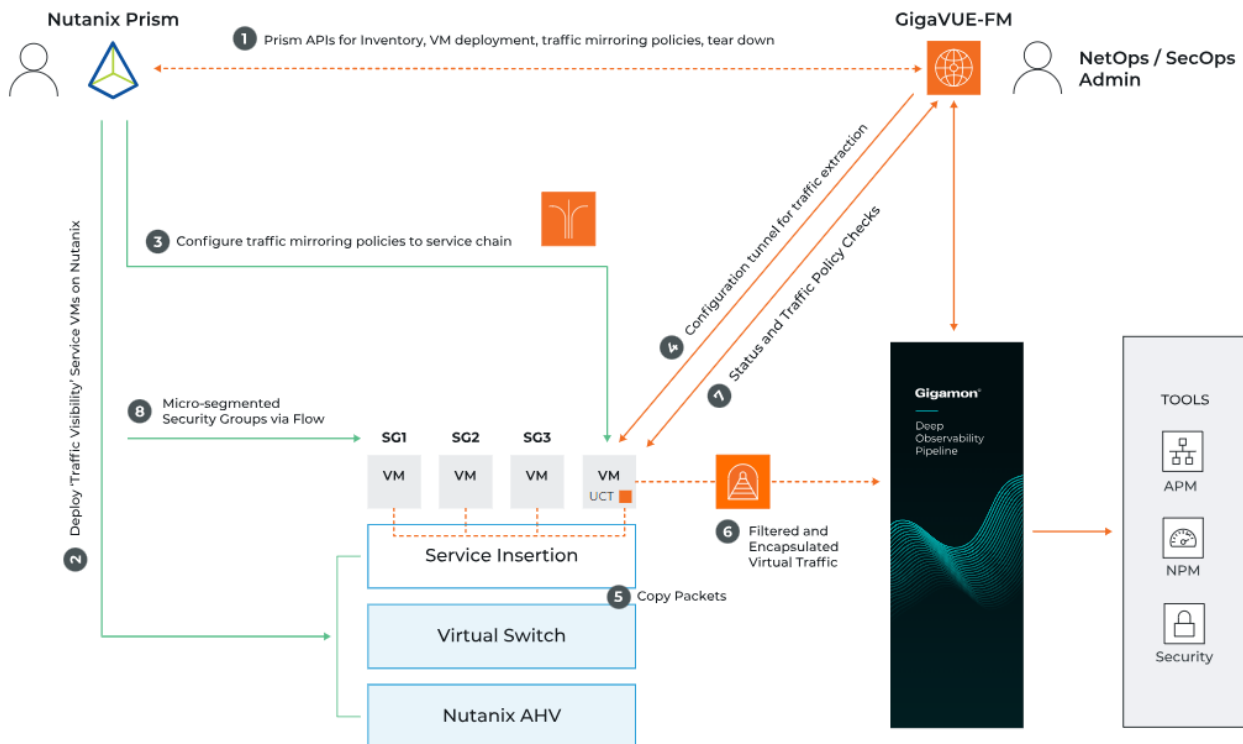 Nutanix Prism
GigaVUE-FM
1 Prism APIs for Inventory, VM deployment, traffic mirroring policies, tear down
NetOps / SecOps
Admin
2 Deploy 'Traffic Visibility' Service VMs on Nutanix
3 Configure traffic mirroring policies to service chain
4 Configuration tunnel for traffic extraction
7 Status and Traffic Policy Checks
8 Micro-segmented
Security Groups via Flow
SG1 SG2 SG3
VM VM VM VM
UCT
Service Insertion
5 Copy Packets
Virtual Switch
Nutanix AHV
6 Filtered and
Encapsulated
Virtual Traffic
Gigamon®
Deep
Observability
Pipeline
TOOLS
APM
NPM
Security